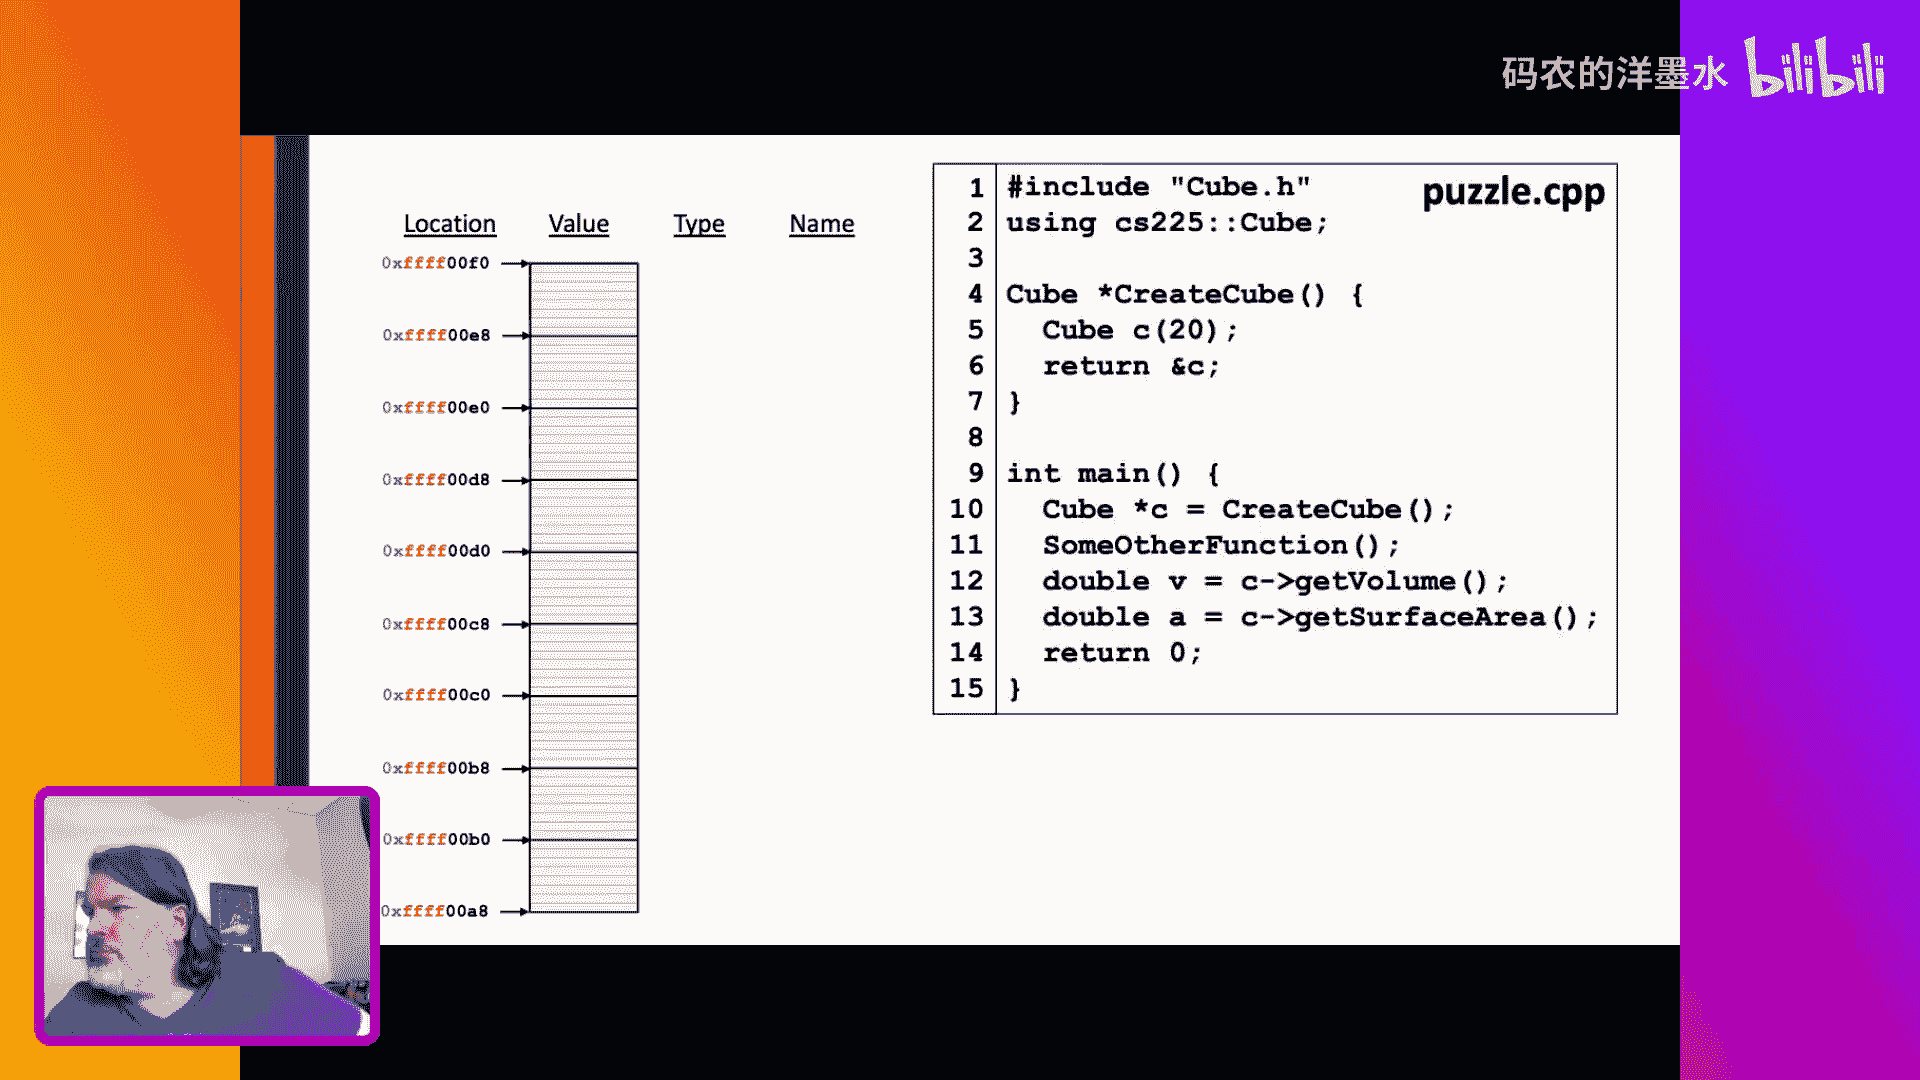 码农的洋墨水 bilibili
Location Value Type Name
0xffff00f0
0xffff00e8
0xffff00e0
0xffff00d8
0xffff00d0
0xffff00c8
0xffff00c0
0xffff00b8
0xffff00b0
0xffff00a8
puzzle.cpp
1 #include "Cube.h"
2 using cs225::Cube;
3
4 Cube *CreateCube() {
5   Cube c(20);
6   return &c;
7 }
8
9 int main() {
10   Cube *c = CreateCube();
11   SomeOtherFunction();
12   double v = c->getVolume();
13   double a = c->getSurfaceArea();
14   return 0;
15 }